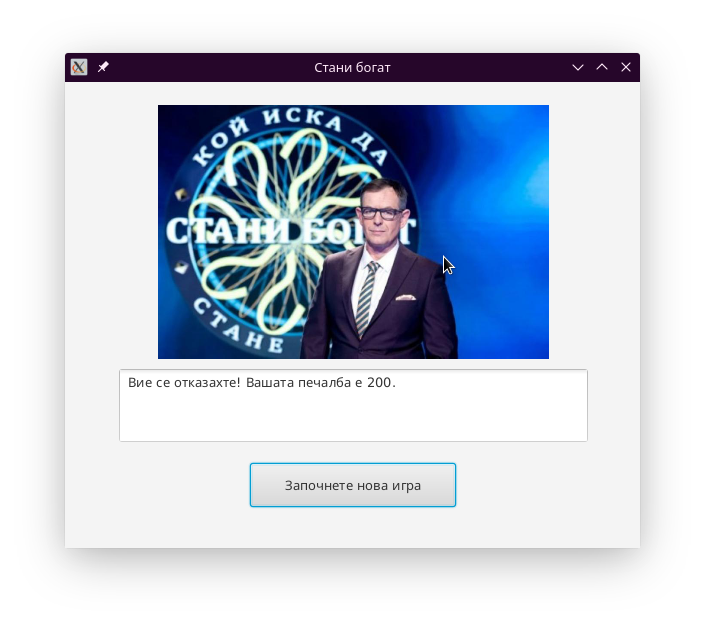 Стани богат
КОЙ ИСКА ДА
СТАНИ БОГАТ
СТАНЕ
Вие се отказахте! Вашата печалба е 200.
Започнете нова игра